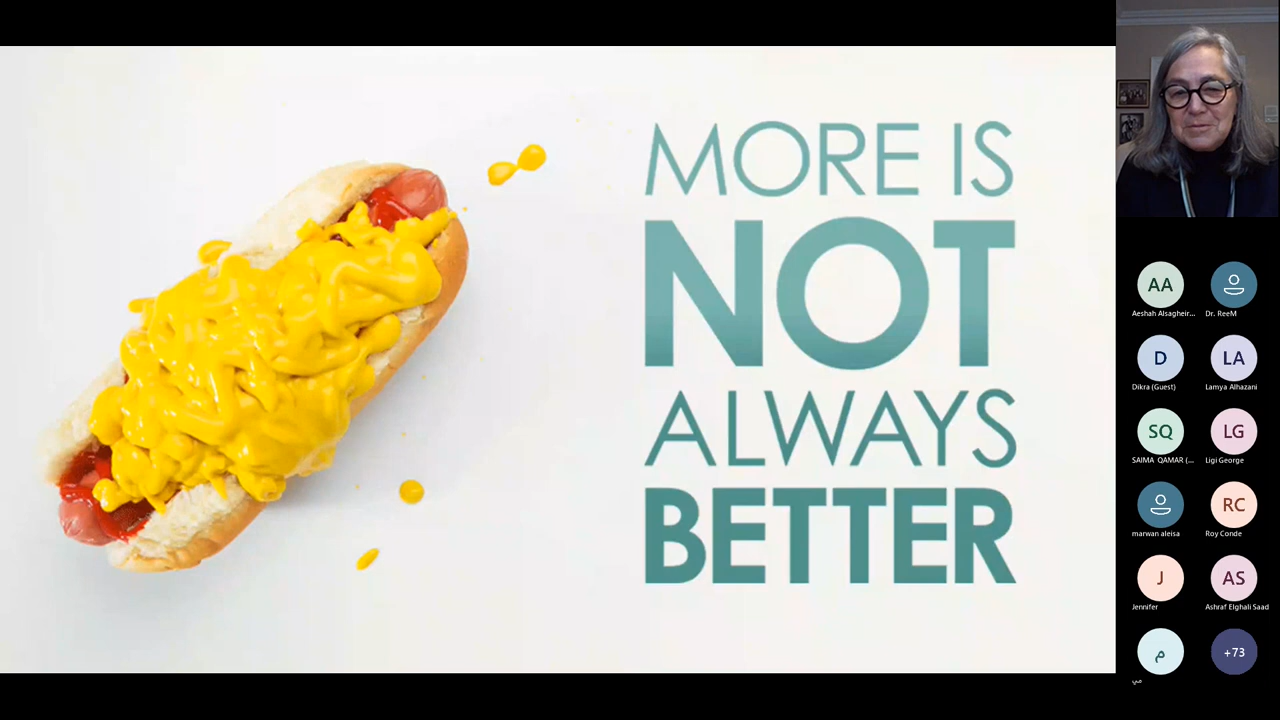 MORE IS
NOT
ALWAYS
BETTER
AA
Aeshah Alsagheir...
Dr. ReeM
D
Dikra (Guest)
LA
Lamya Alhazani
SQ
SAIMA QAMAR (...
LG
Ligi George
marwan aleisa
RC
Roy Conde
J
Jennifer
AS
Ashraf Elghali Saad
م
مي
+73